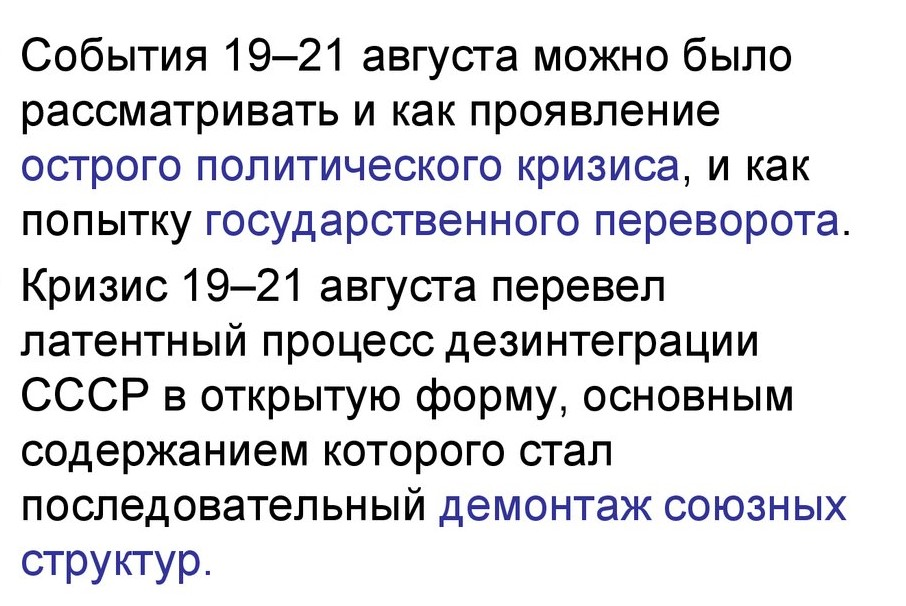 События 19–21 августа можно было
рассматривать и как проявление
острого политического кризиса, и как
попытку государственного переворота.
Кризис 19–21 августа перевел
латентный процесс дезинтеграции
СССР в открытую форму, основным
содержанием которого стал
последовательный демонтаж союзных
структур.